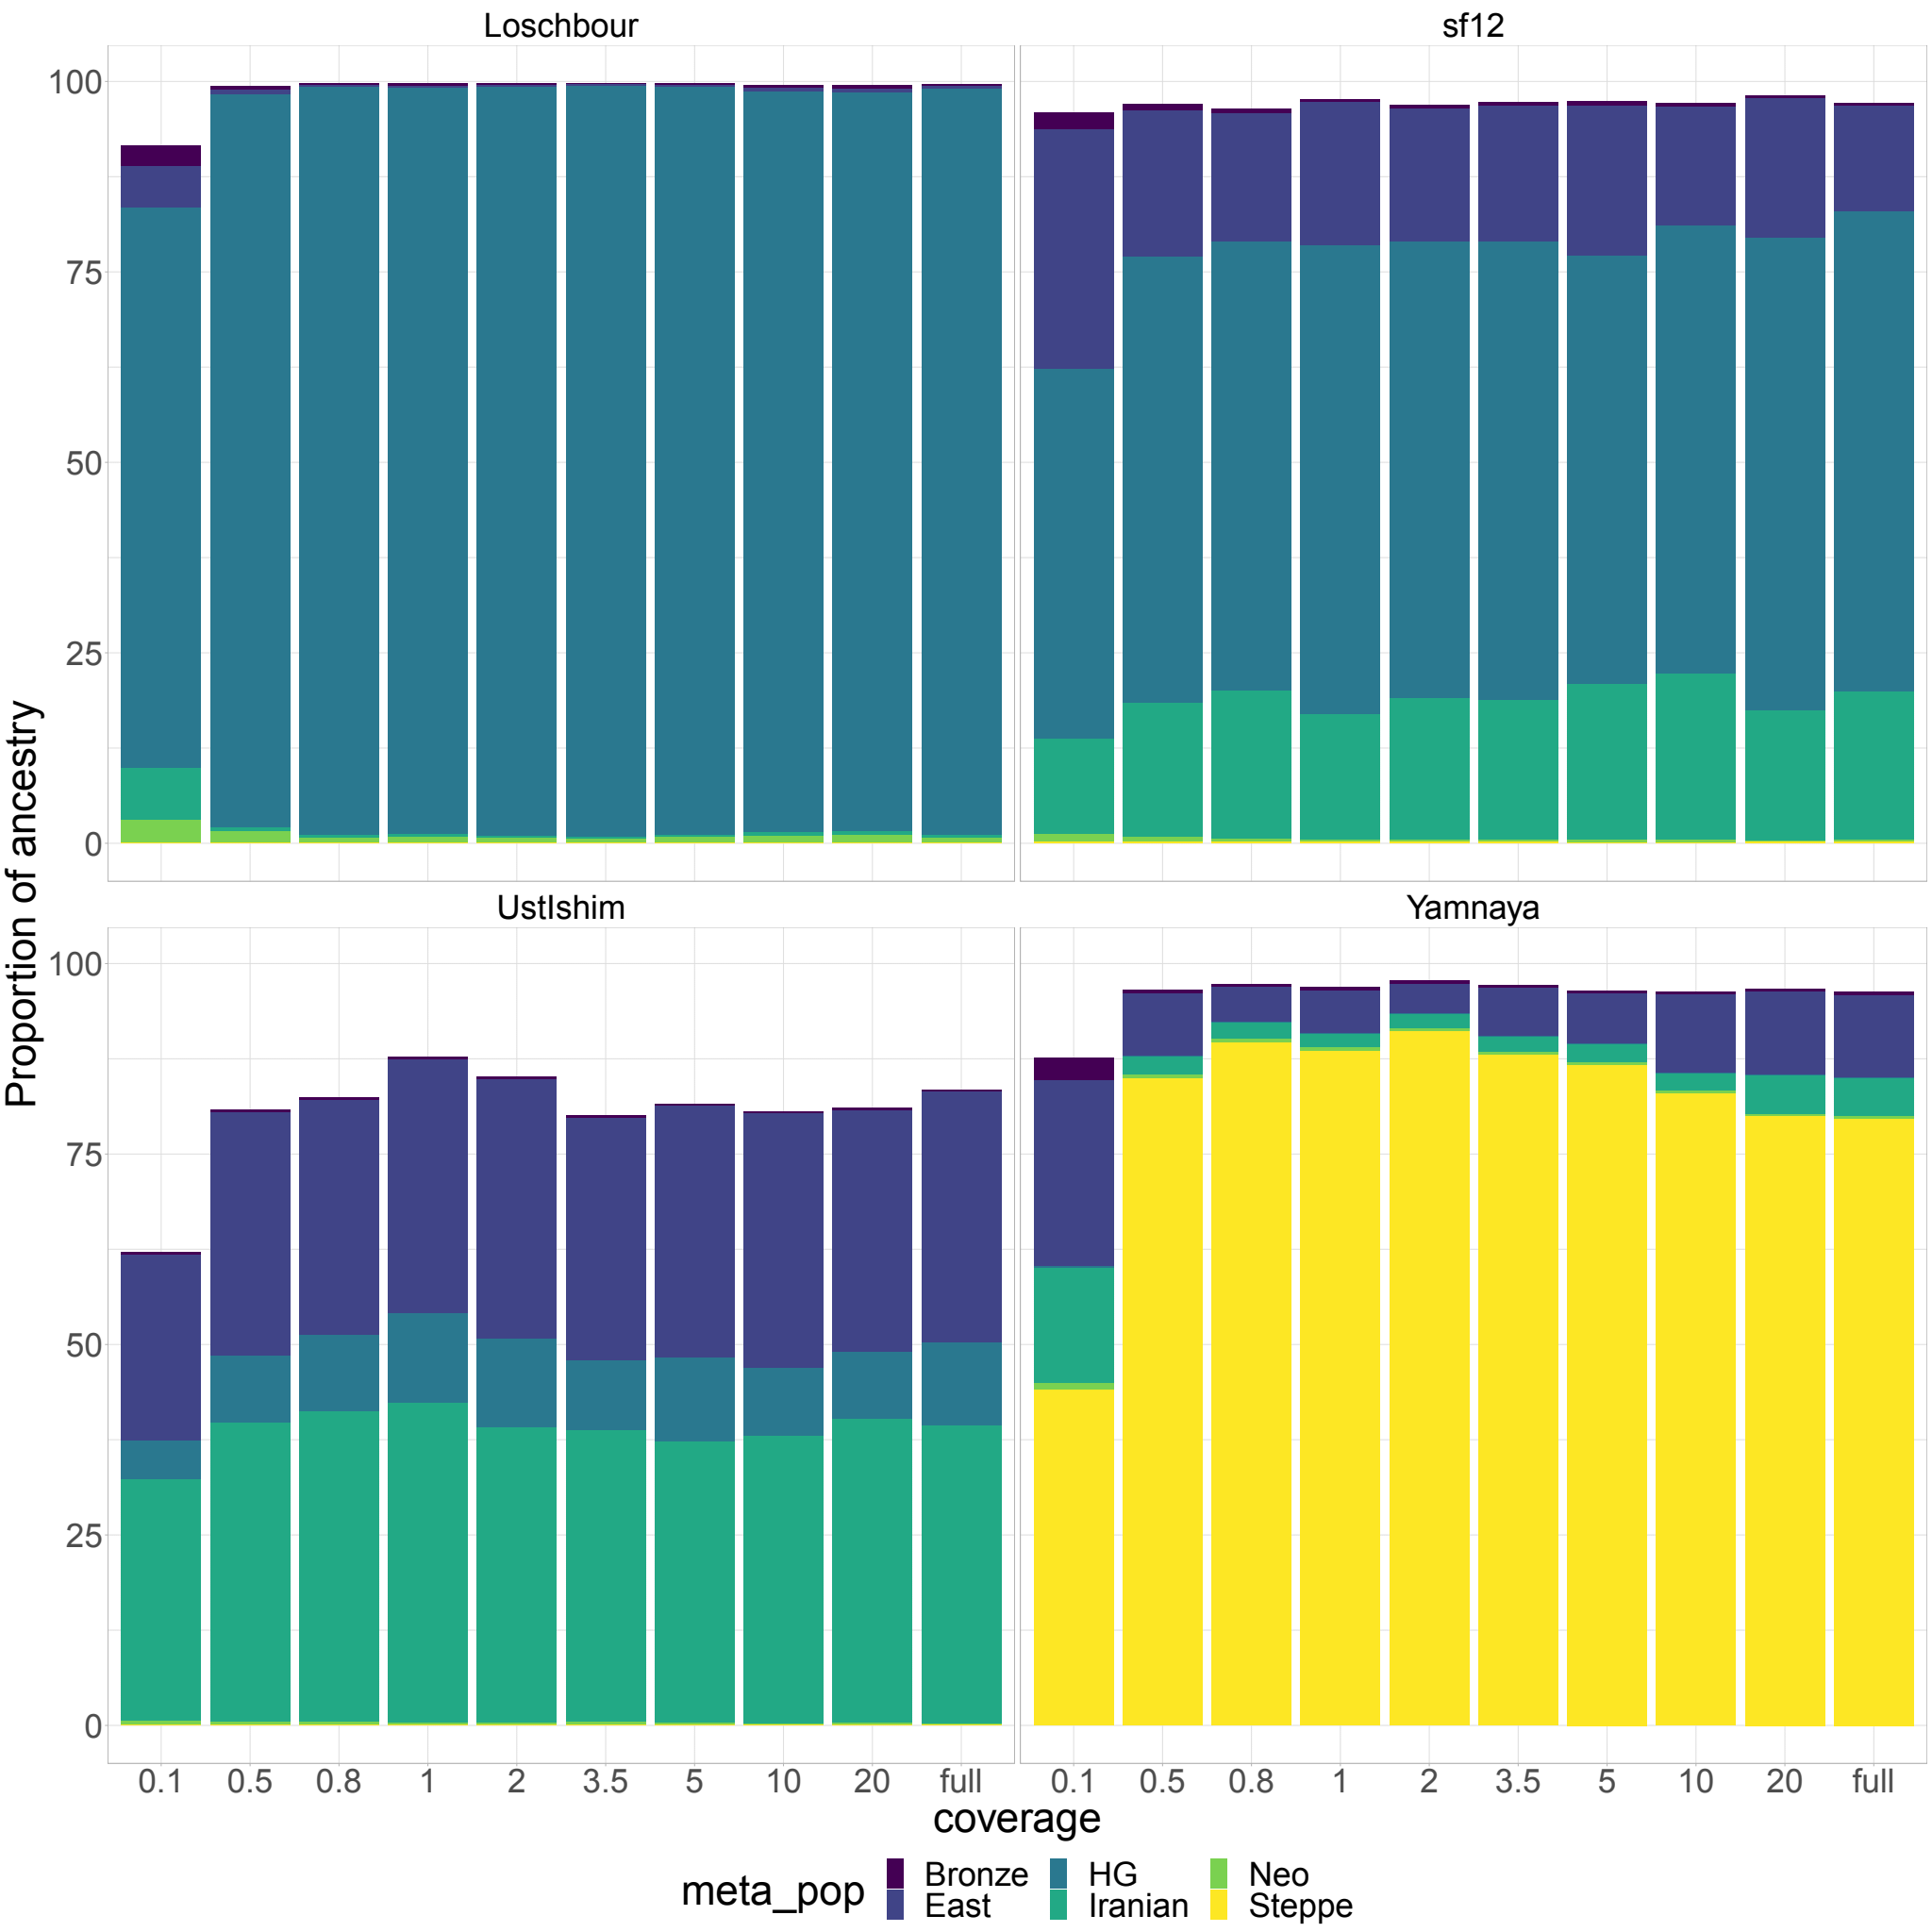 Loschbour
sf12
100
75
50
25
0
UstIshim
Yamnaya
100
75
50
25
0
Proportion of ancestry
0.1 0.5 0.8 1 2 3.5 5 10 20 full
0.1 0.5 0.8 1 2 3.5 5 10 20 full
coverage
meta_pop
Bronze HG Neo
East Iranian Steppe